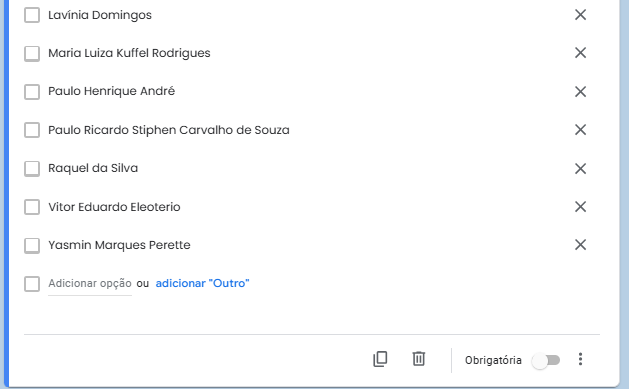 Lavínia Domingos
Maria Luiza Kuffel Rodrigues
Paulo Henrique André
Paulo Ricardo Stiphen Carvalho de Souza
Raquel da Silva
Vitor Eduardo Eleoterio
Yasmin Marques Perette
Adicionar opção ou adicionar "Outro"
Obrigatória